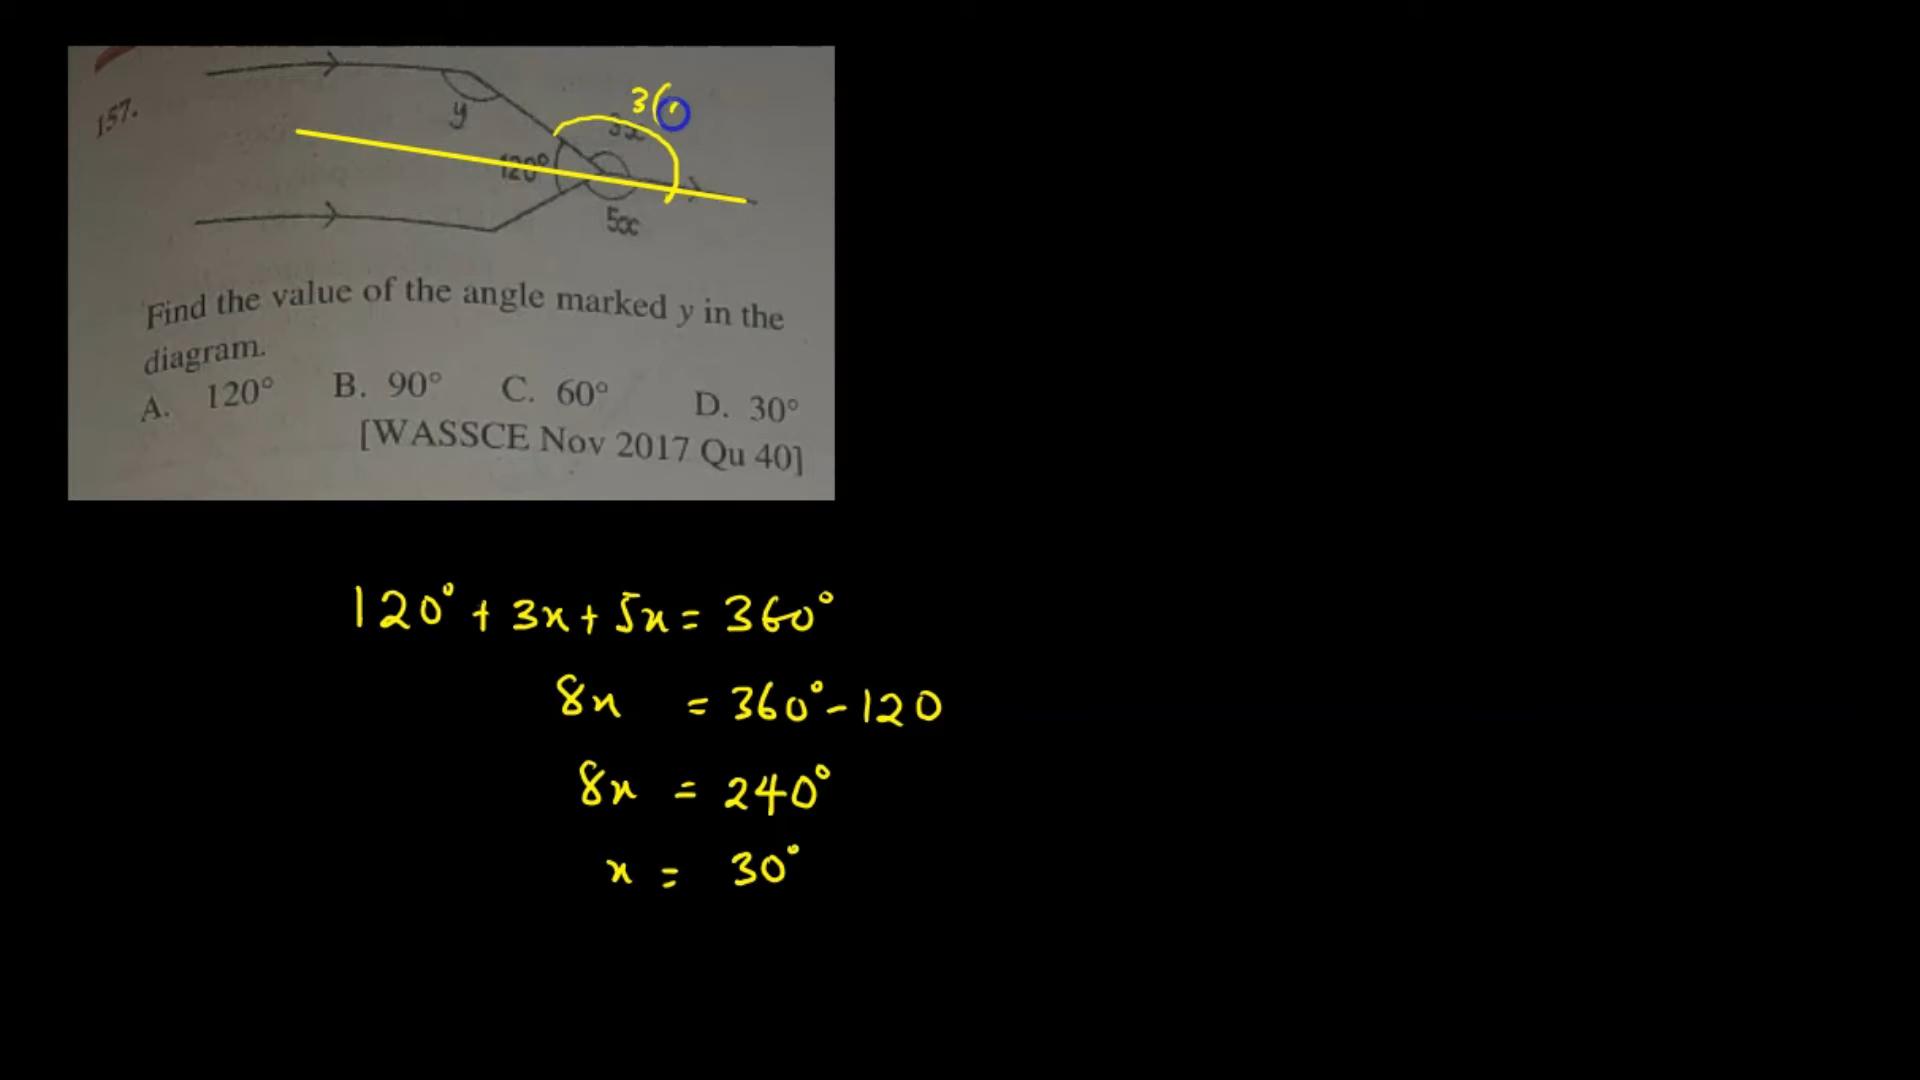 157.
y
3(
3x
120°
5x
Find the value of the angle marked y in the
diagram.
A. 120° B. 90° C. 60° D. 30°
[WASSCE Nov 2017 Qu 40]
120° + 3x + 5x = 360°
8x = 360° - 120
8x = 240°
x = 30°